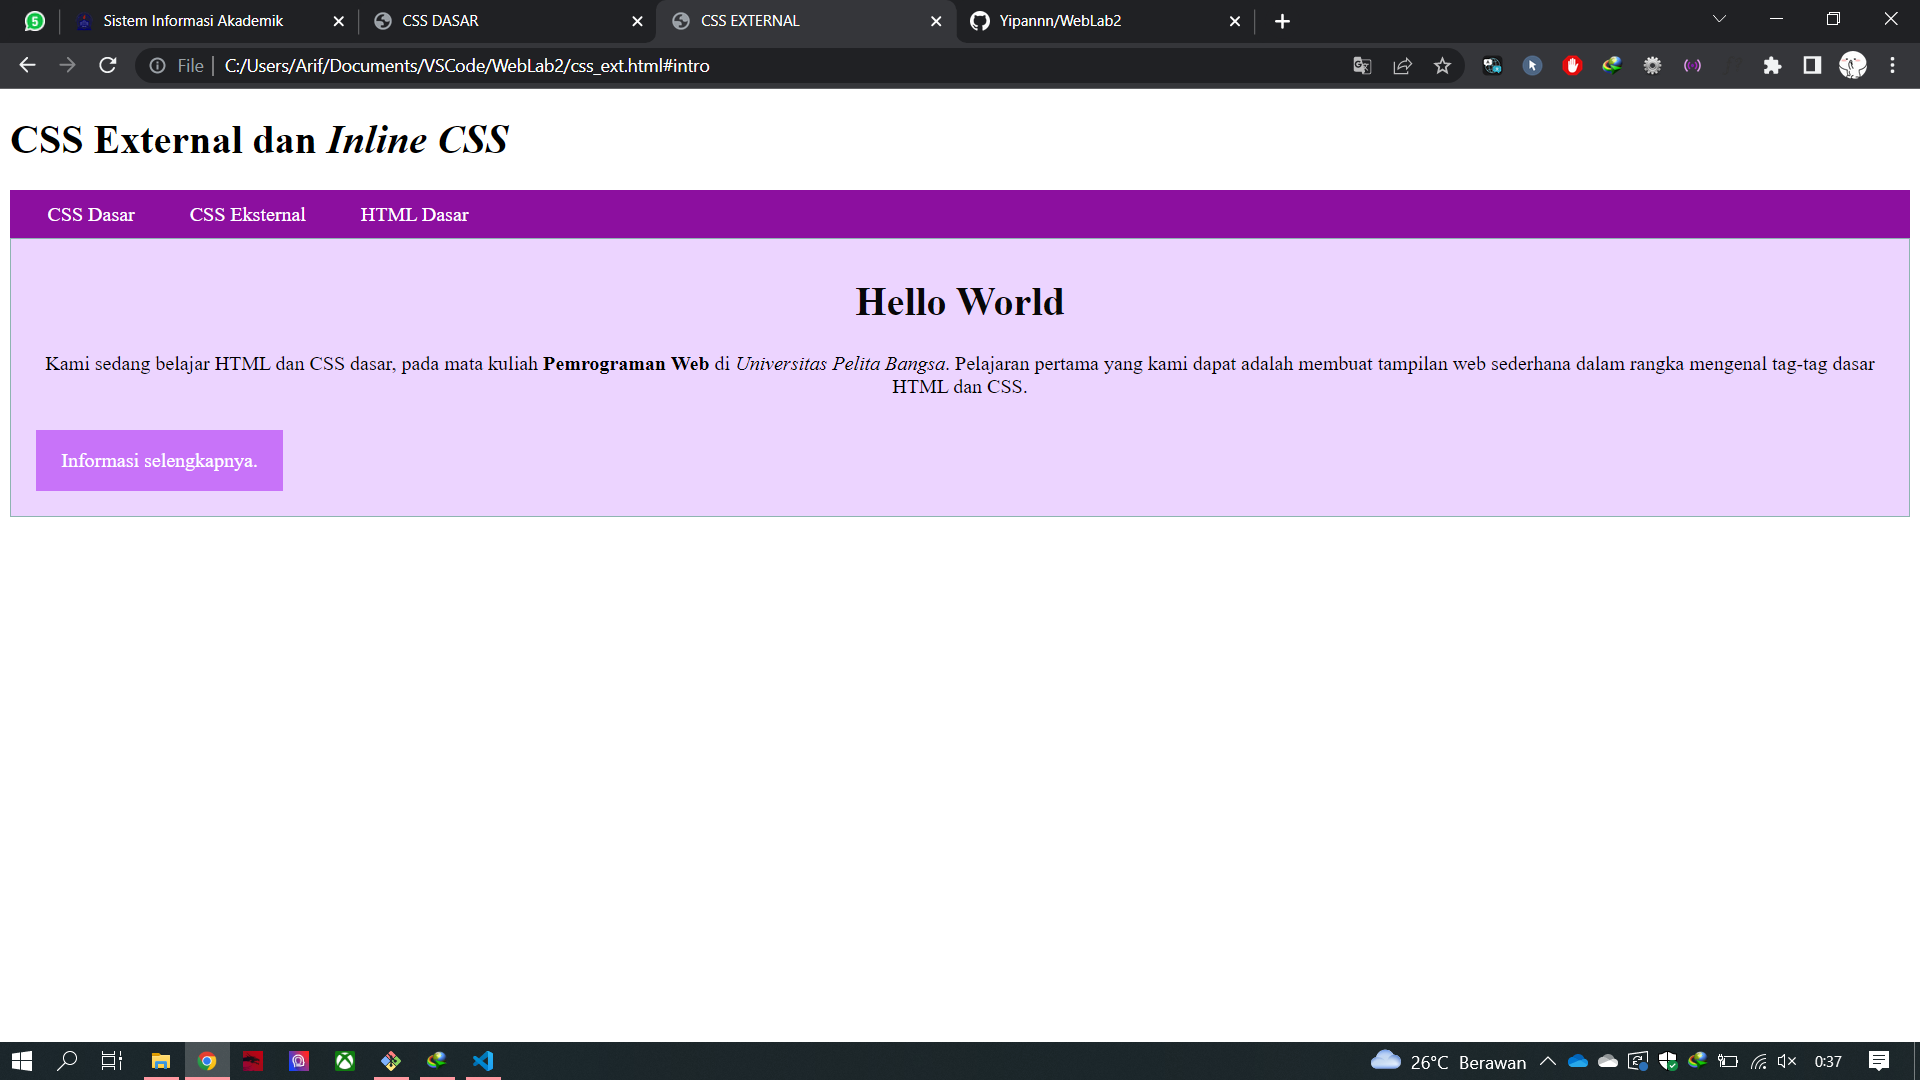 5
Sistem Informasi Akademik
CSS DASAR
CSS EXTERNAL
Yipannn/WebLab2
File
C:/Users/Arif/Documents/VSCode/WebLab2/css_ext.html#intro
CSS External dan Inline CSS
CSS Dasar CSS Eksternal HTML Dasar
Hello World
Kami sedang belajar HTML dan CSS dasar, pada mata kuliah Pemrograman Web di Universitas Pelita Bangsa. Pelajaran pertama yang kami dapat adalah membuat tampilan web sederhana dalam rangka mengenal tag-tag dasar
HTML dan CSS.
Informasi selengkapnya.
26°C Berawan
0:37